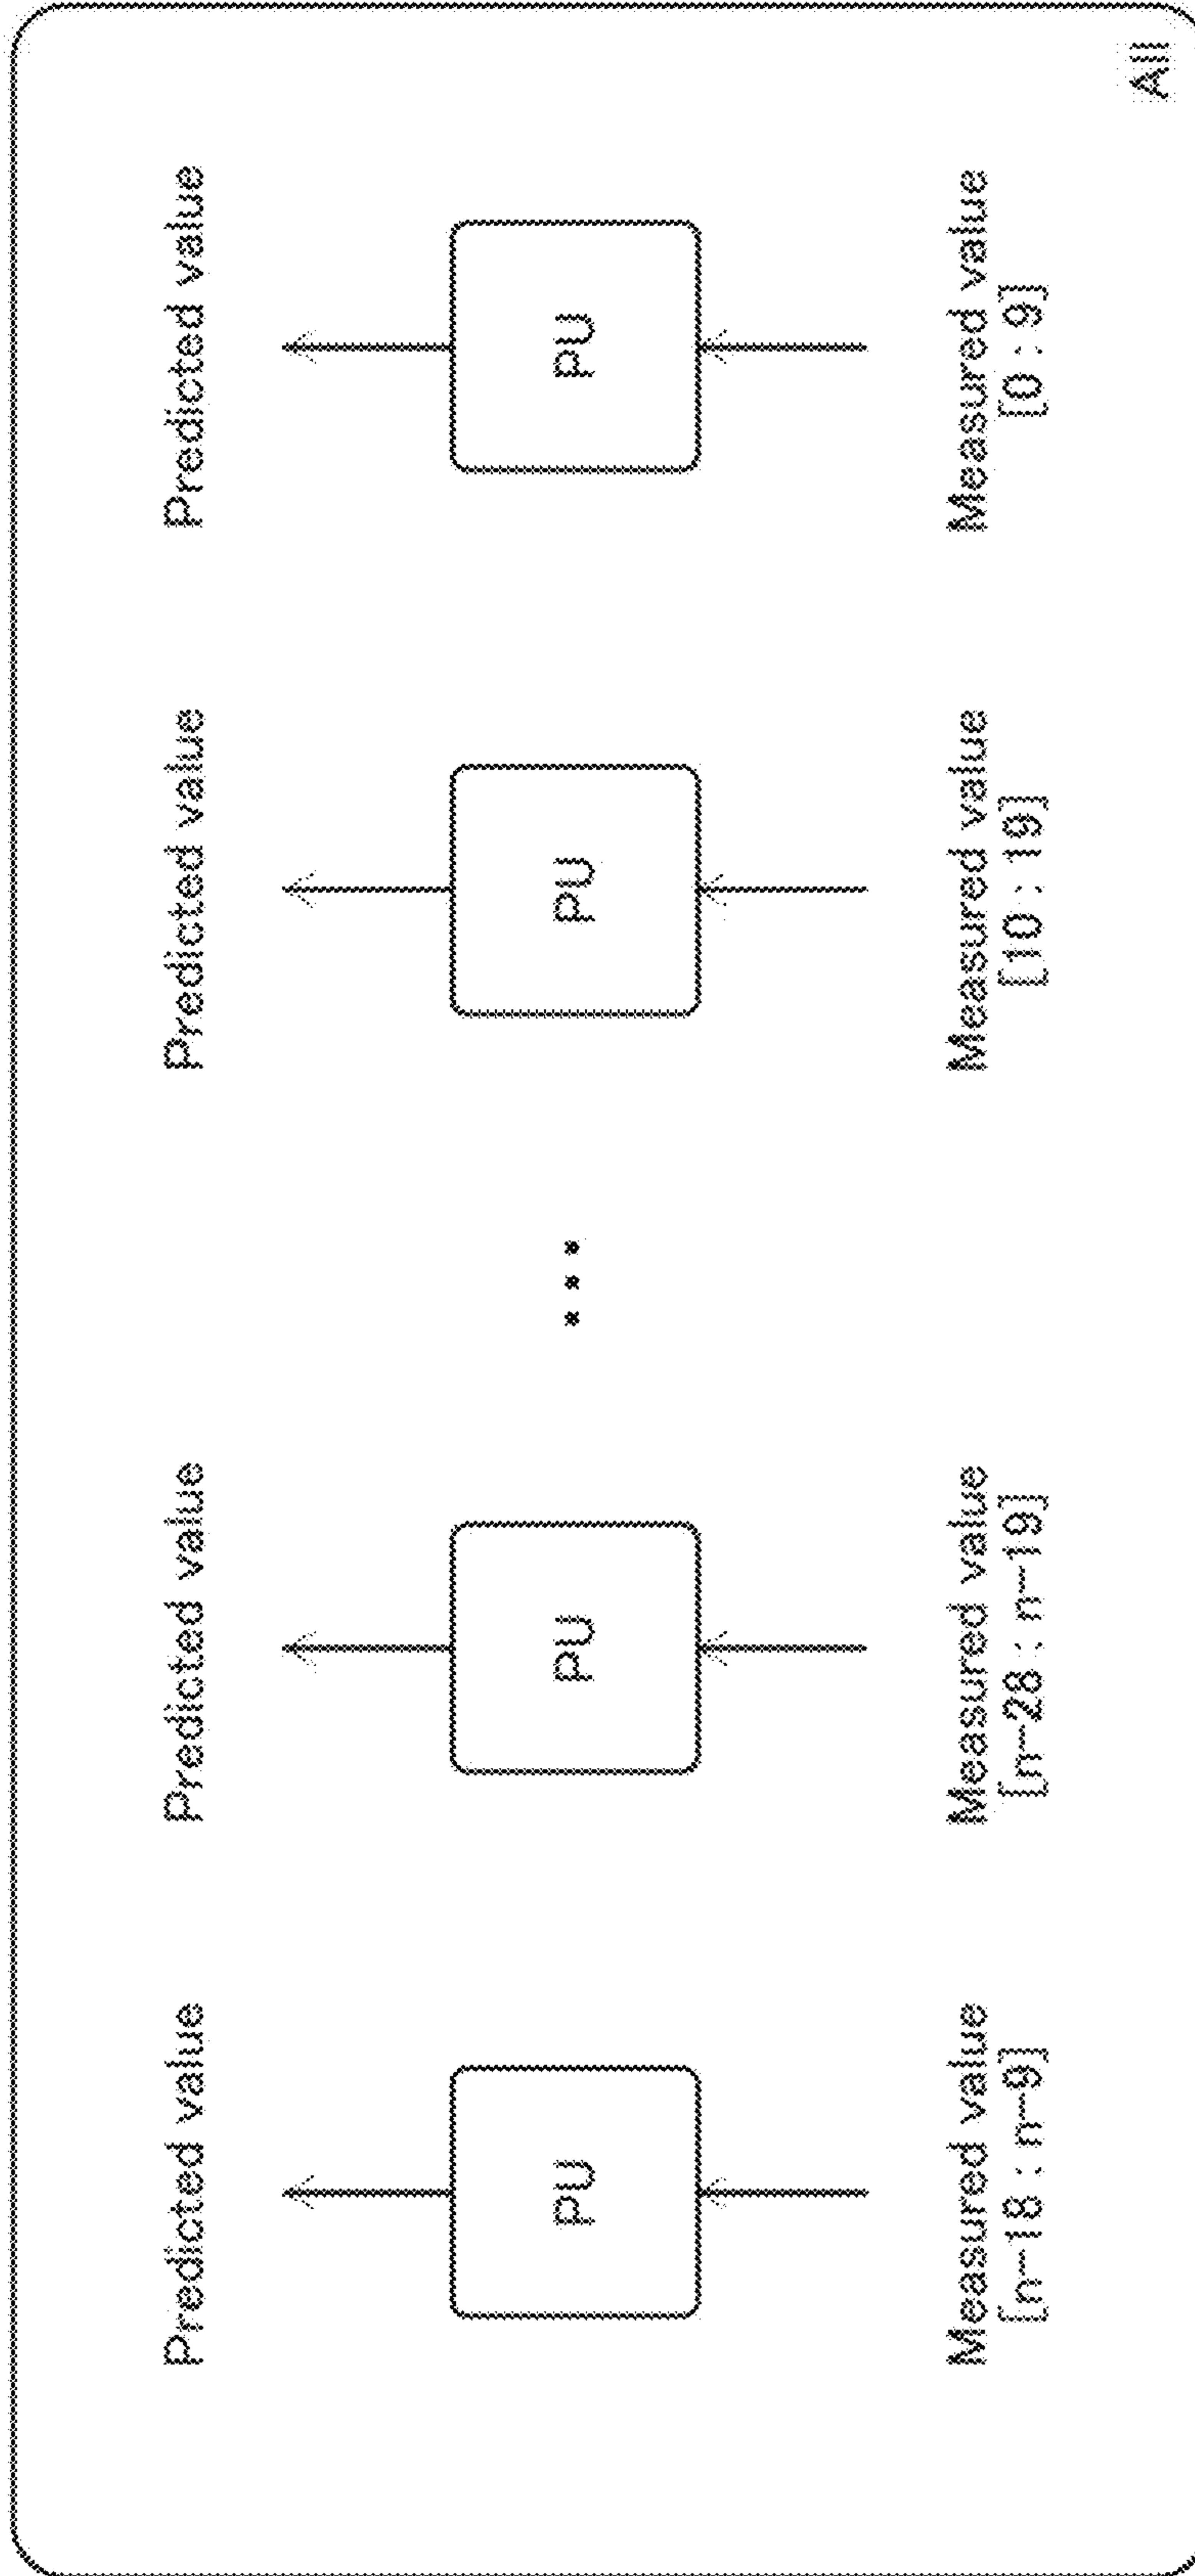 Predicted value
Predicted value
Predicted value
Predicted value
PU
PU
PU
PU
Measured value
[n-18 : n-9]
Measured value
[n-28 : n-19]
Measured value
[10 : 19]
Measured value
[0 : 9]
All